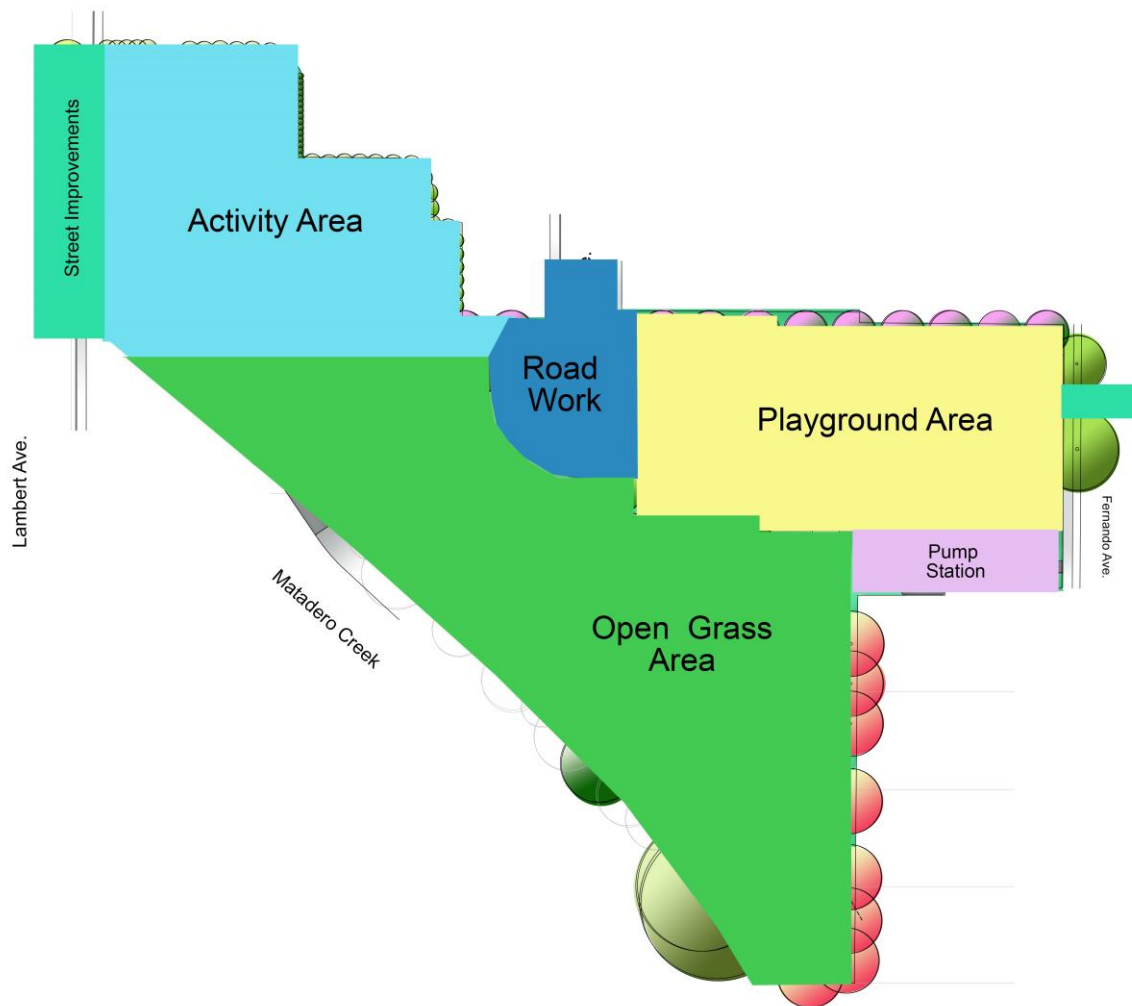 Street Improvements
Activity Area
Road
Work
Playground Area
Lambert Ave.
Fernando Ave.
Pump
Station
Matadero Creek
Open Grass
Area